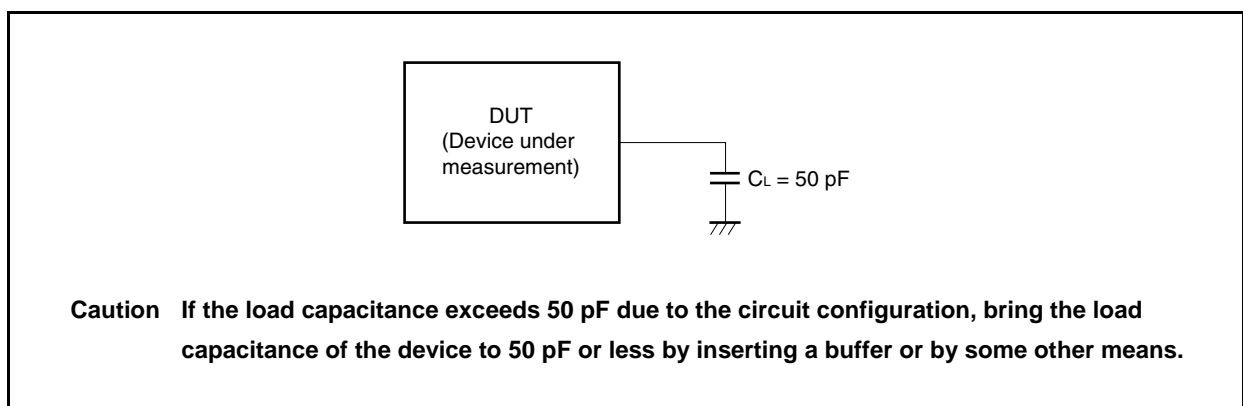 DUT
(Device under
measurement)
CL = 50 pF
Caution If the load capacitance exceeds 50 pF due to the circuit configuration, bring the load
capacitance of the device to 50 pF or less by inserting a buffer or by some other means.